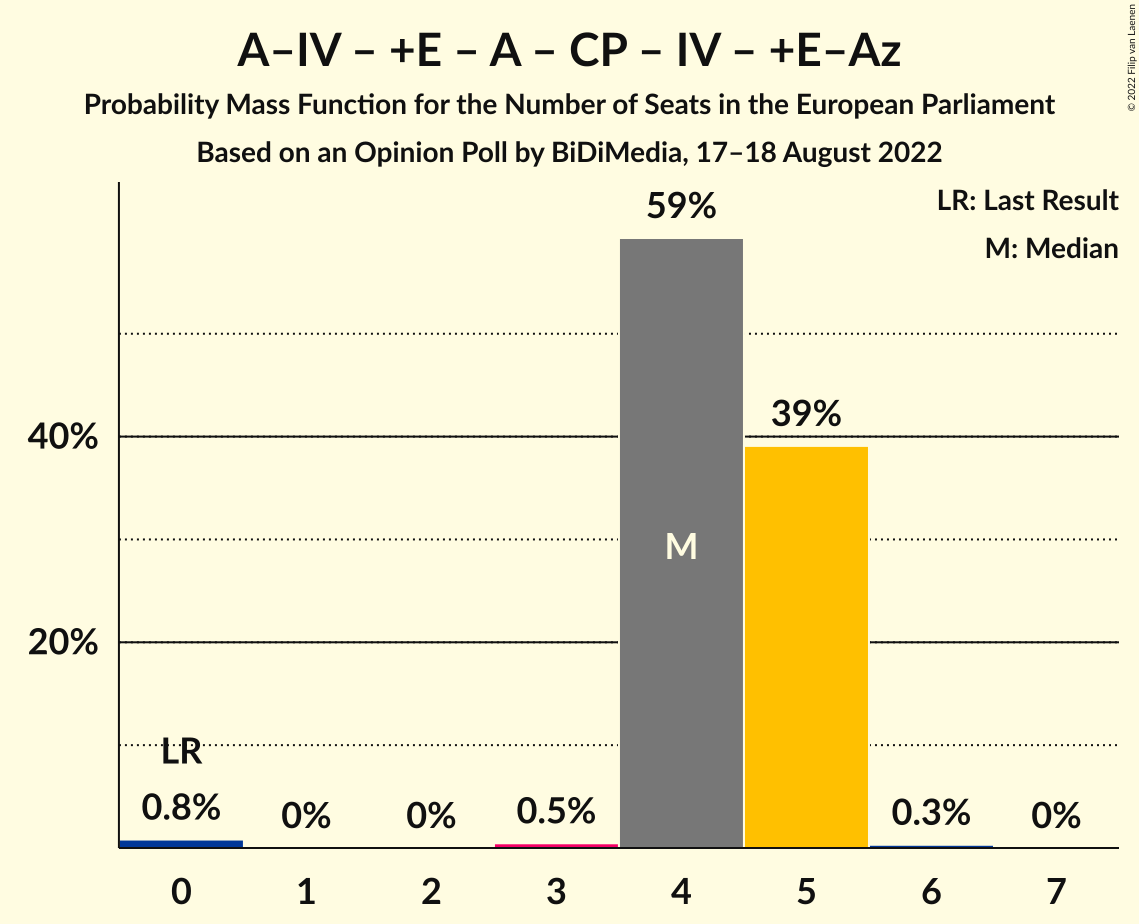 A–IV – +E – A – CP – IV – +E–Az
Probability Mass Function for the Number of Seats in the European Parliament
Based on an Opinion Poll by BiDiMedia, 17–18 August 2022
© 2022 Filip van Laenen
LR: Last Result
M: Median
59%
39%
40%
M
20%
LR
0.8%
0%
0%
0.5%
0.3%
0%
0 1 2 3 4 5 6 7